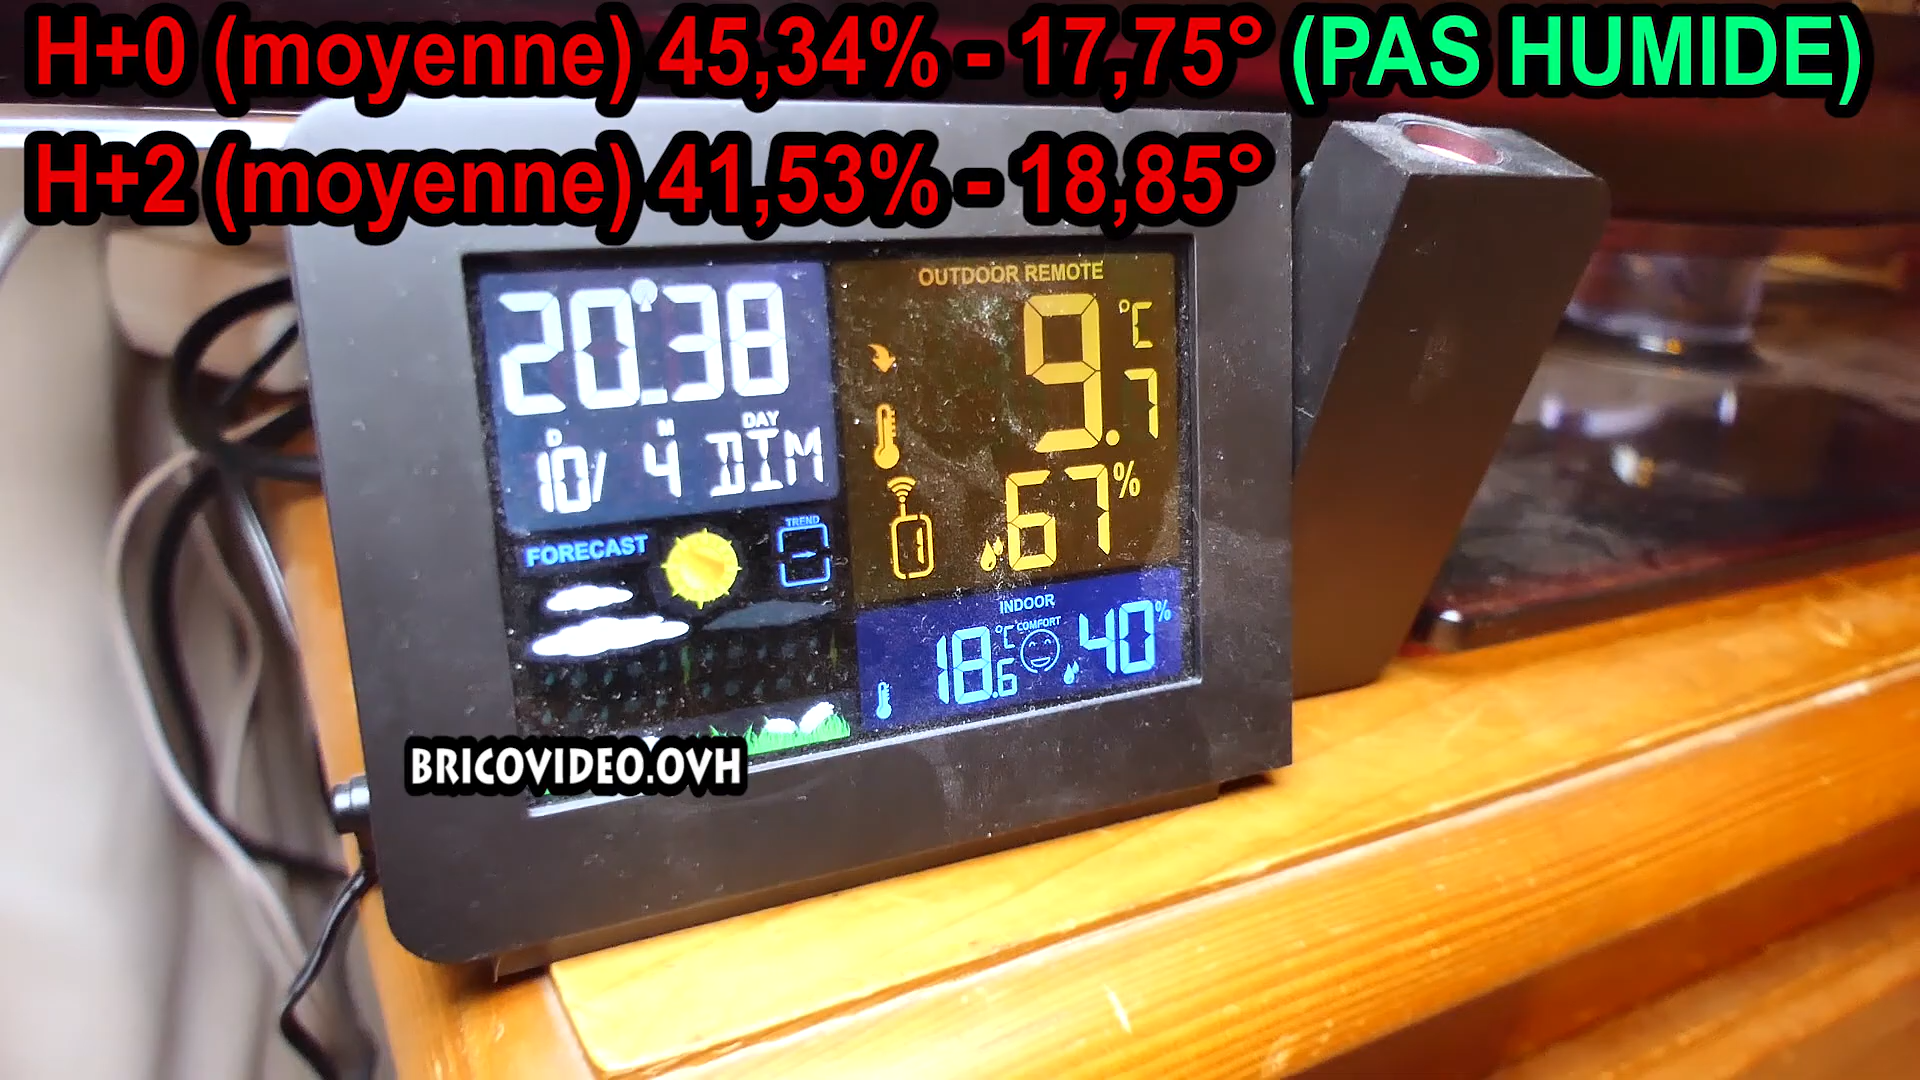 H+0 (moyenne) 45,34% - 17,75° (PAS HUMIDE)
H+2 (moyenne) 41,53% - 18,85°
20:38
D M DAY
10/ 4 DIM
FORECAST
TREND
OUTDOOR REMOTE
9.7 °C
1
67%
INDOOR
18.6 °C COMFORT 40%
BRICOVIDEO.OVH